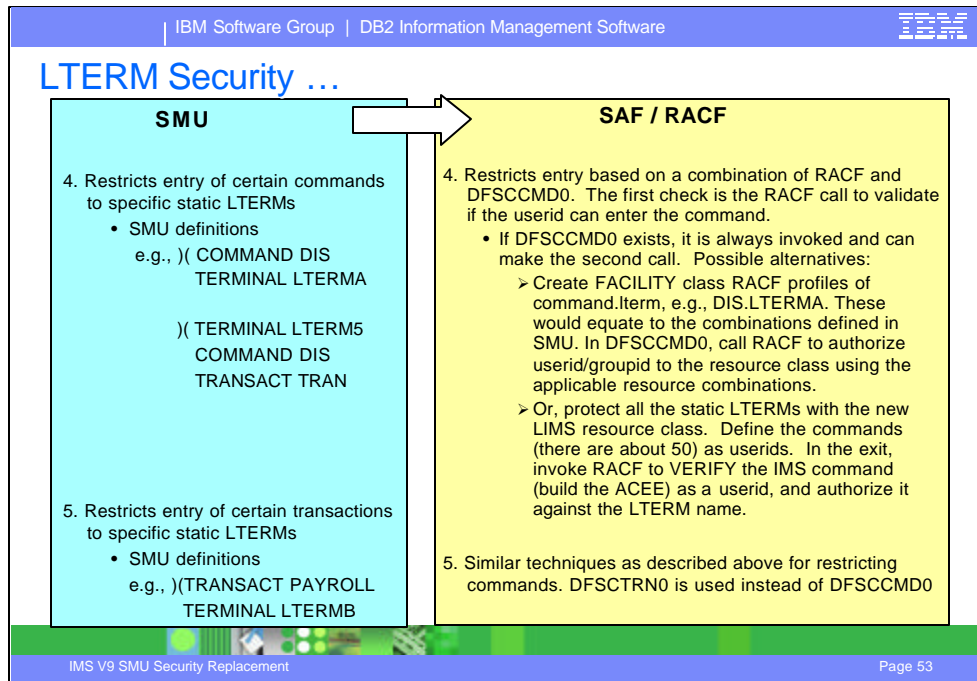 IBM Software Group | DB2 Information Management Software
IBM
LTERM Security …
SMU
4. Restricts entry of certain commands
to specific static LTERMs
• SMU definitions
e.g., )( COMMAND DIS
TERMINAL LTERMA
)( TERMINAL LTERM5
COMMAND DIS
TRANSACT TRAN
5. Restricts entry of certain transactions
to specific static LTERMs
• SMU definitions
e.g., )(TRANSACT PAYROLL
TERMINAL LTERMB
SAF / RACF
4. Restricts entry based on a combination of RACF and
DFSCCMD0. The first check is the RACF call to validate
if the userid can enter the command.
• If DFSCCMD0 exists, it is always invoked and can
make the second call. Possible alternatives:
➢ Create FACILITY class RACF profiles of
command.lterm, e.g., DIS.LTERMA. These
would equate to the combinations defined in
SMU. In DFSCCMD0, call RACF to authorize
userid/groupid to the resource class using the
applicable resource combinations.
➢ Or, protect all the static LTERMs with the new
LIMS resource class. Define the commands
(there are about 50) as userids. In the exit,
invoke RACF to VERIFY the IMS command
(build the ACEE) as a userid, and authorize it
against the LTERM name.
5. Similar techniques as described above for restricting
commands. DFSCTRN0 is used instead of DFSCCMD0
IMS V9 SMU Security Replacement
Page 53